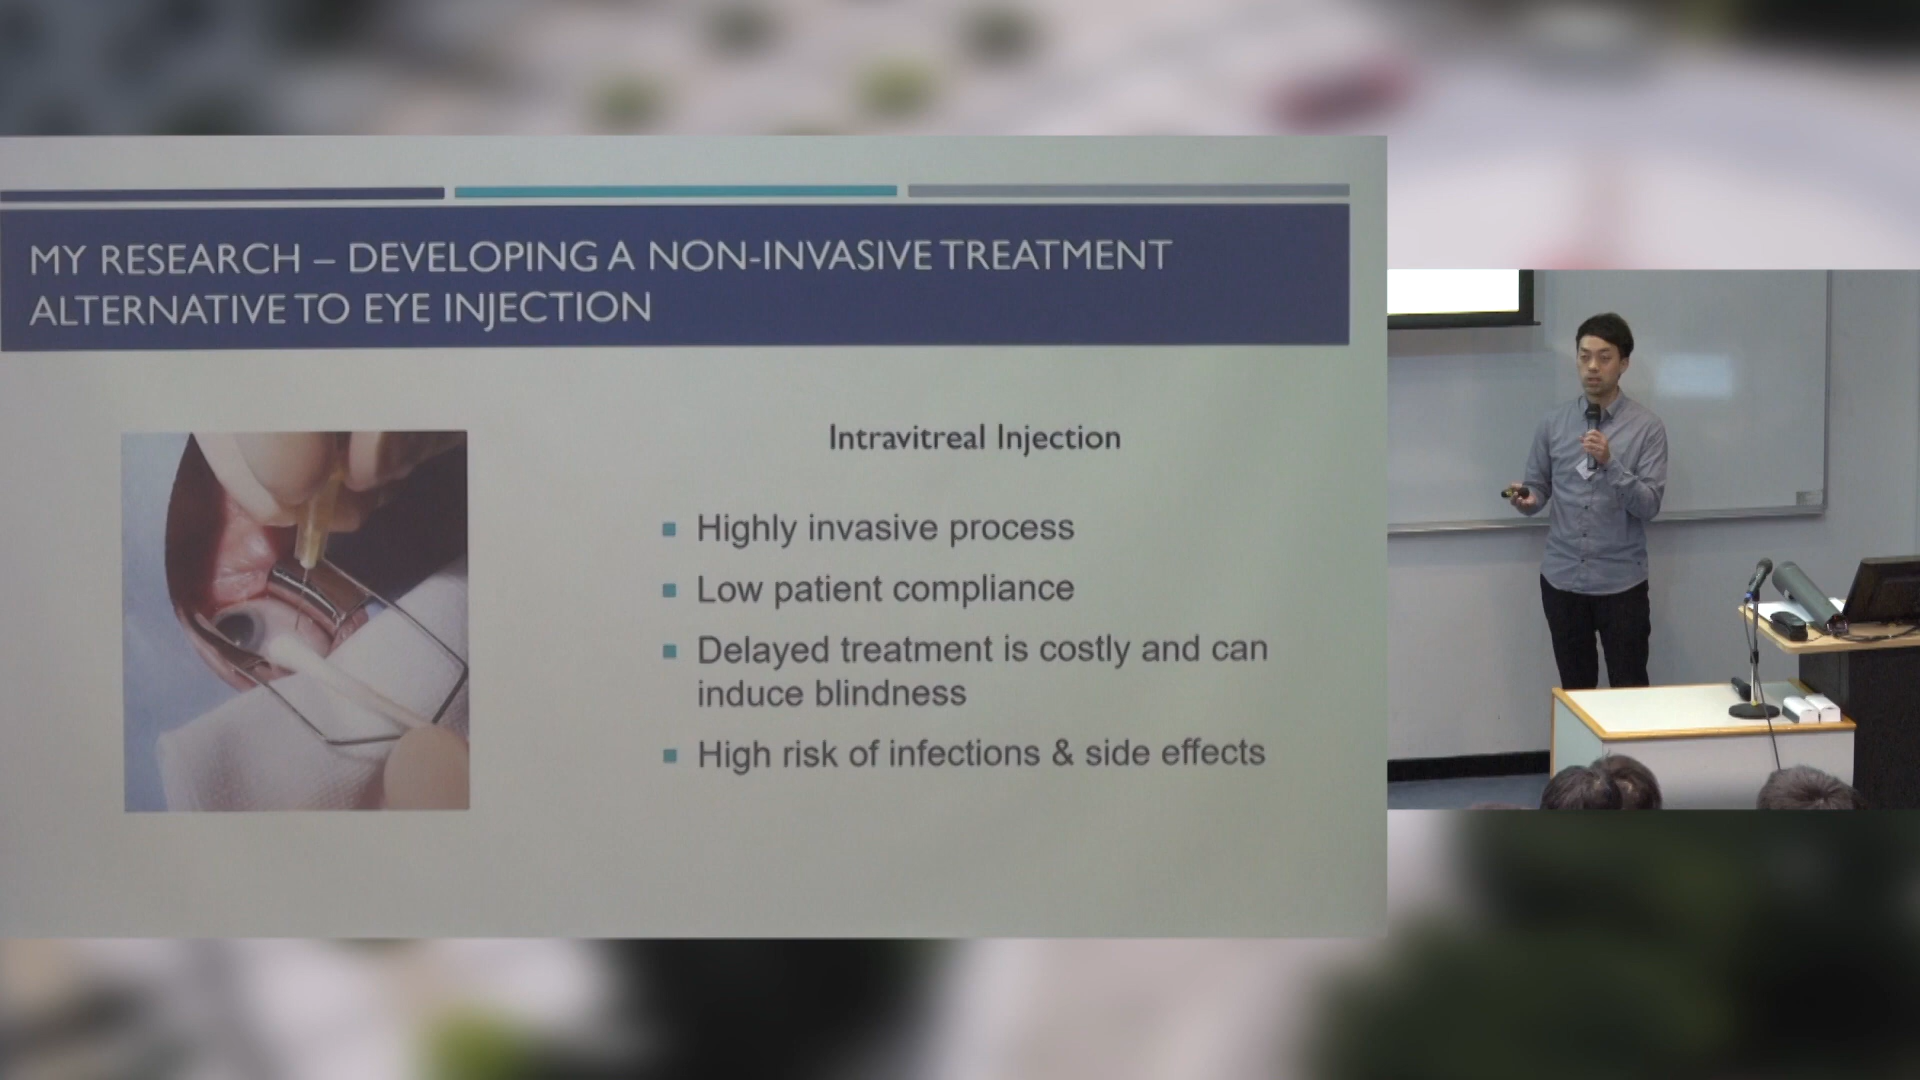 MY RESEARCH – DEVELOPING A NON-INVASIVE TREATMENT
ALTERNATIVE TO EYE INJECTION
Intravitreal Injection
Highly invasive process
Low patient compliance
Delayed treatment is costly and can
induce blindness
High risk of infections & side effects